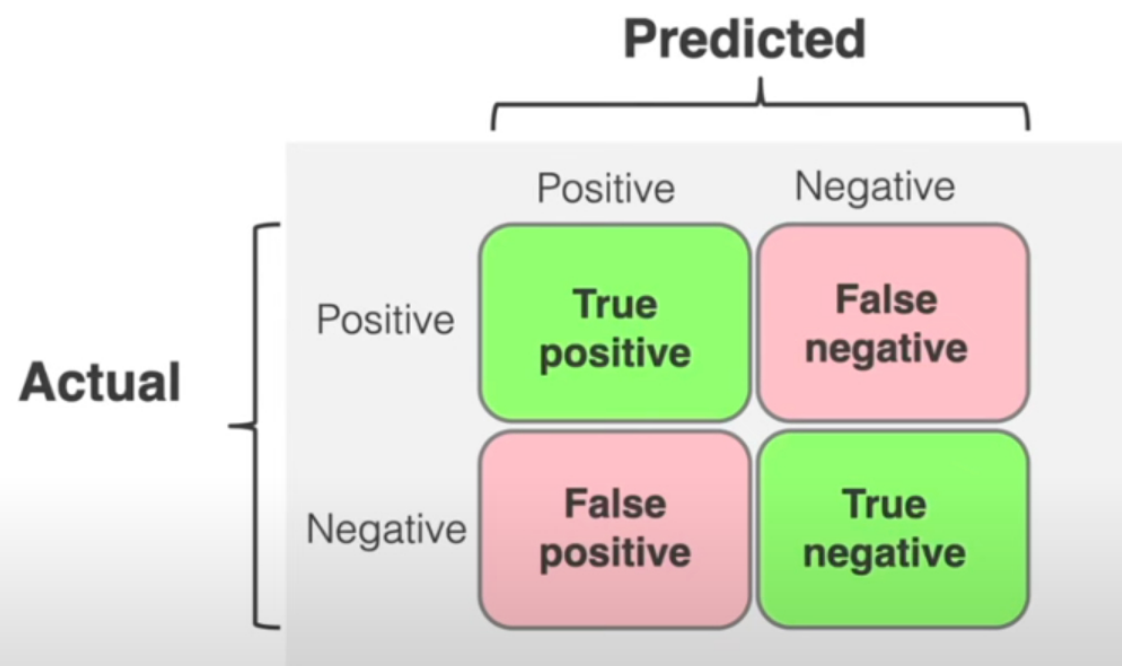 Predicted
Positive
Negative
Actual
Positive
True
positive
False
negative
Negative
False
positive
True
negative